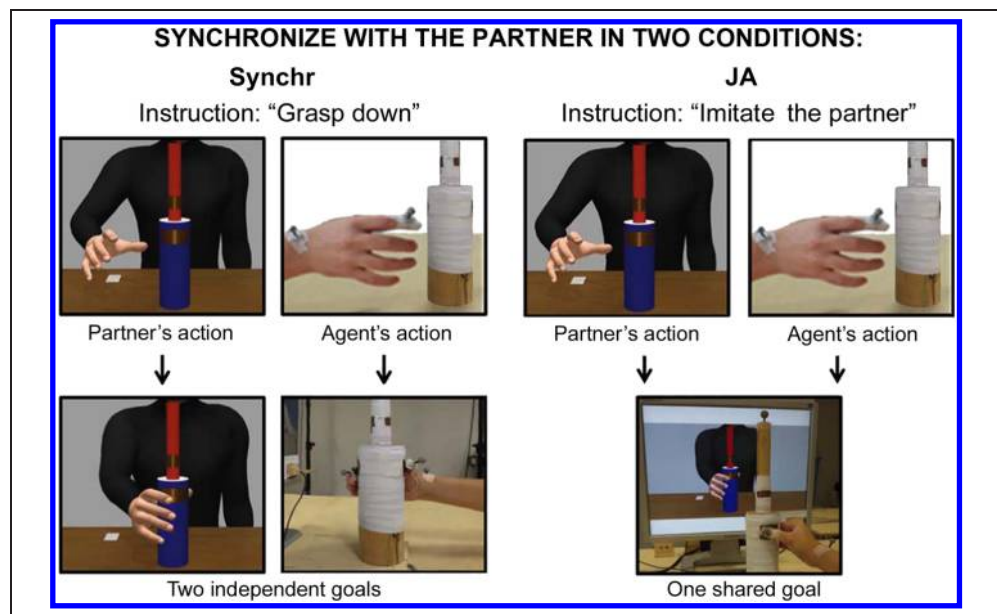 SYNCHRONIZE WITH THE PARTNER IN TWO CONDITIONS:
Synchr
Instruction: “Grasp down”
Partner’s action
Agent’s action
Two independent goals
JA
Instruction: “Imitate the partner”
Partner’s action
Agent’s action
One shared goal